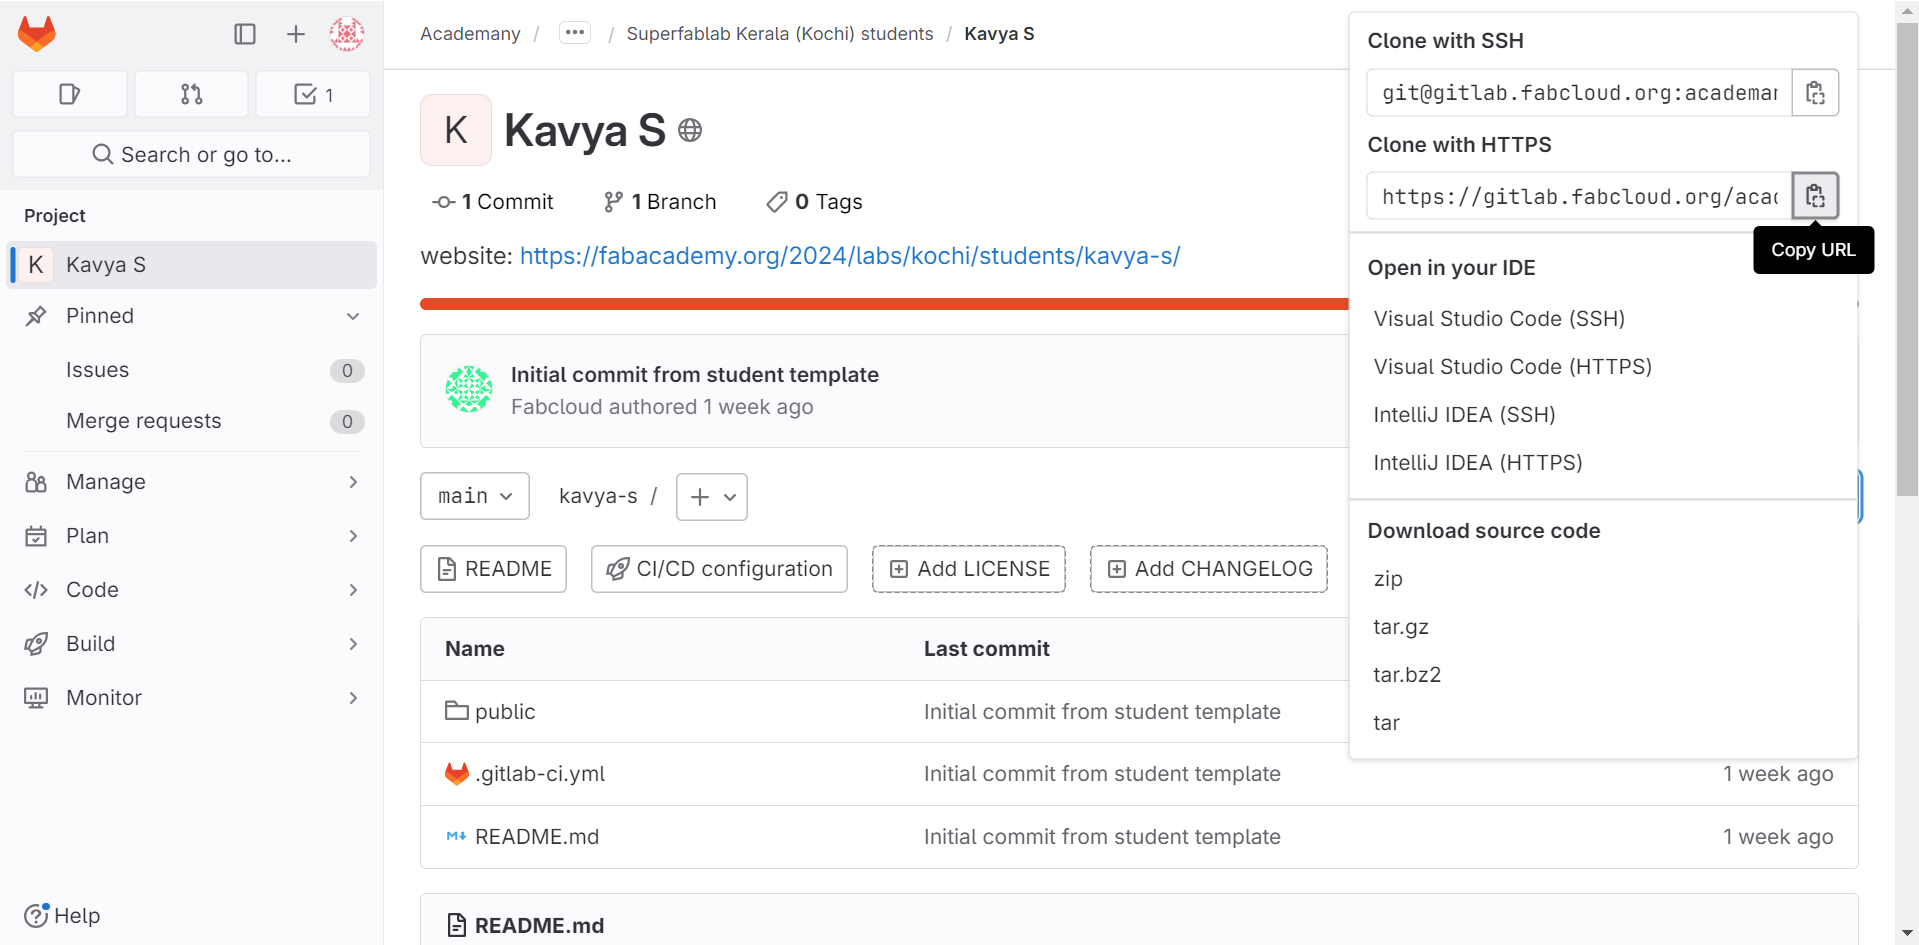 1
Search or go to...
Project
K Kavya S
Pinned
Issues 0
Merge requests 0
Manage
Plan
Code
Build
Monitor
Help
Academany / ••• / Superfablab Kerala (Kochi) students / Kavya S
K Kavya S
1 Commit 1 Branch 0 Tags
website: https://fabacademy.org/2024/labs/kochi/students/kavya-s/
Initial commit from student template
Fabcloud authored 1 week ago
main kavya-s / +
README CI/CD configuration Add LICENSE Add CHANGELOG
Name Last commit
public Initial commit from student template
.gitlab-ci.yml Initial commit from student template 1 week ago
README.md Initial commit from student template 1 week ago
README.md
Clone with SSH
git@gitlab.fabcloud.org:academan
Clone with HTTPS
https://gitlab.fabcloud.org/acad
Copy URL
Open in your IDE
Visual Studio Code (SSH)
Visual Studio Code (HTTPS)
IntelliJ IDEA (SSH)
IntelliJ IDEA (HTTPS)
Download source code
zip
tar.gz
tar.bz2
tar